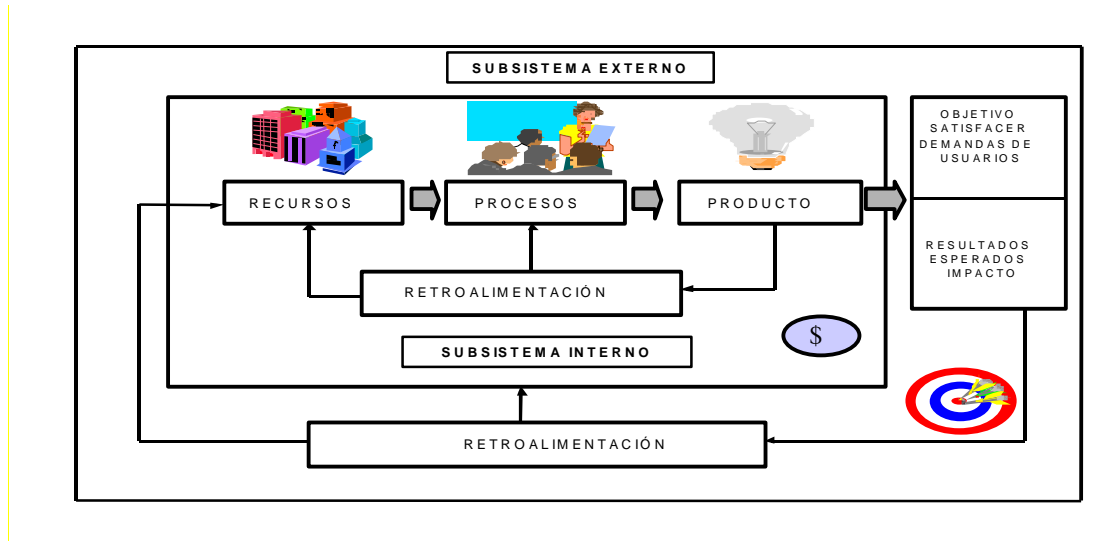 SUBSISTEMA EXTERNO
OBJETIVO
SATISFACER
DEMANDAS DE
USUARIOS
RECURSOS
PROCESOS
PRODUCTO
RESULTADOS
ESPERADOS
IMPACTO
RETROALIMENTACIÓN
$
SUBSISTEMA INTERNO
RETROALIMENTACIÓN